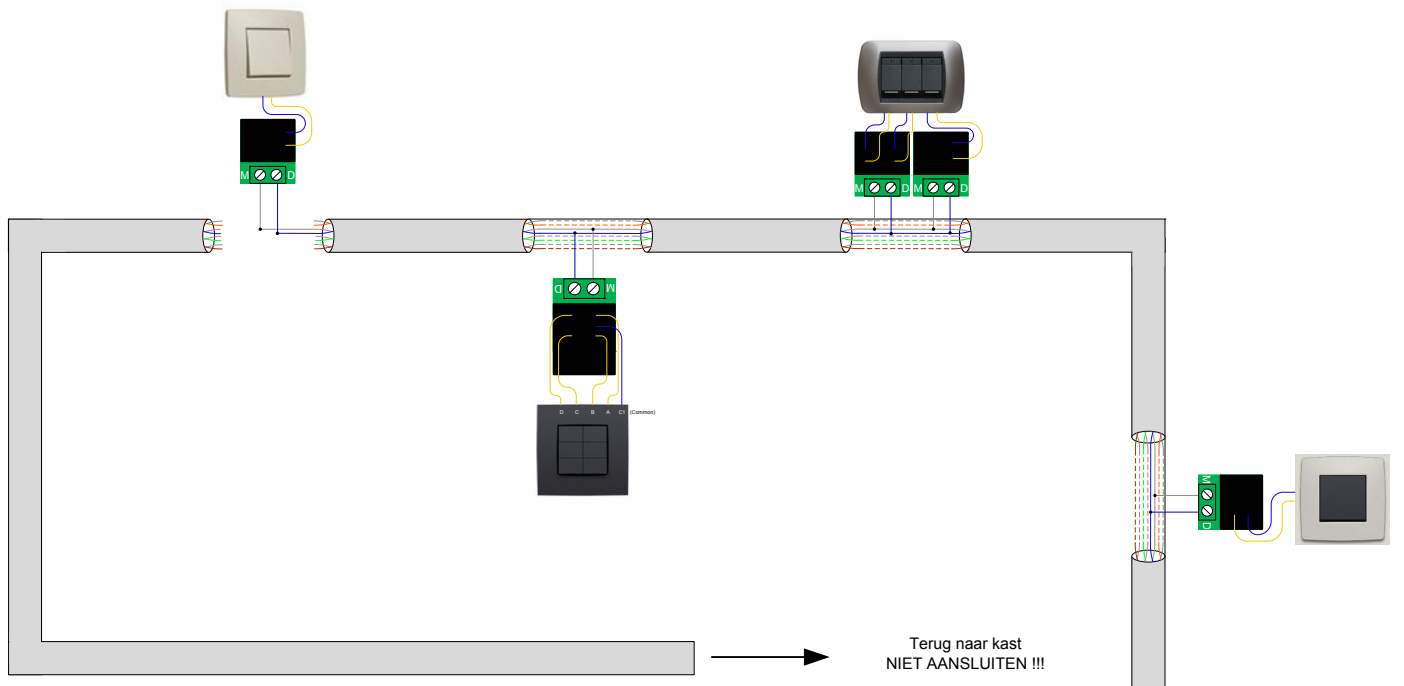 M D
M D M D
D M
D C B A C1 (Common)
M
D
Terug naar kast
NIET AANSLUITEN !!!